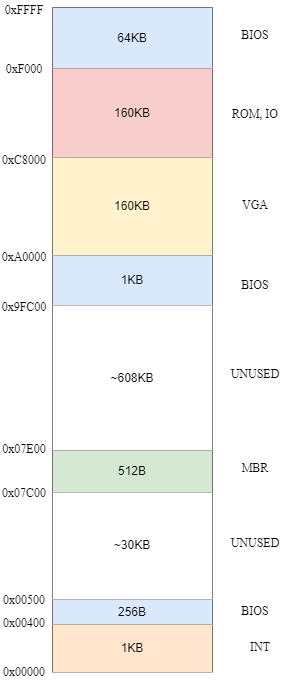 0xFFFF
64KB
BIOS
0xF000
160KB
ROM, IO
0xC8000
160KB
VGA
0xA0000
1KB
BIOS
0x9FC00
~608KB
UNUSED
0x07E00
512B
MBR
0x07C00
~30KB
UNUSED
0x00500
256B
BIOS
0x00400
1KB
INT
0x00000